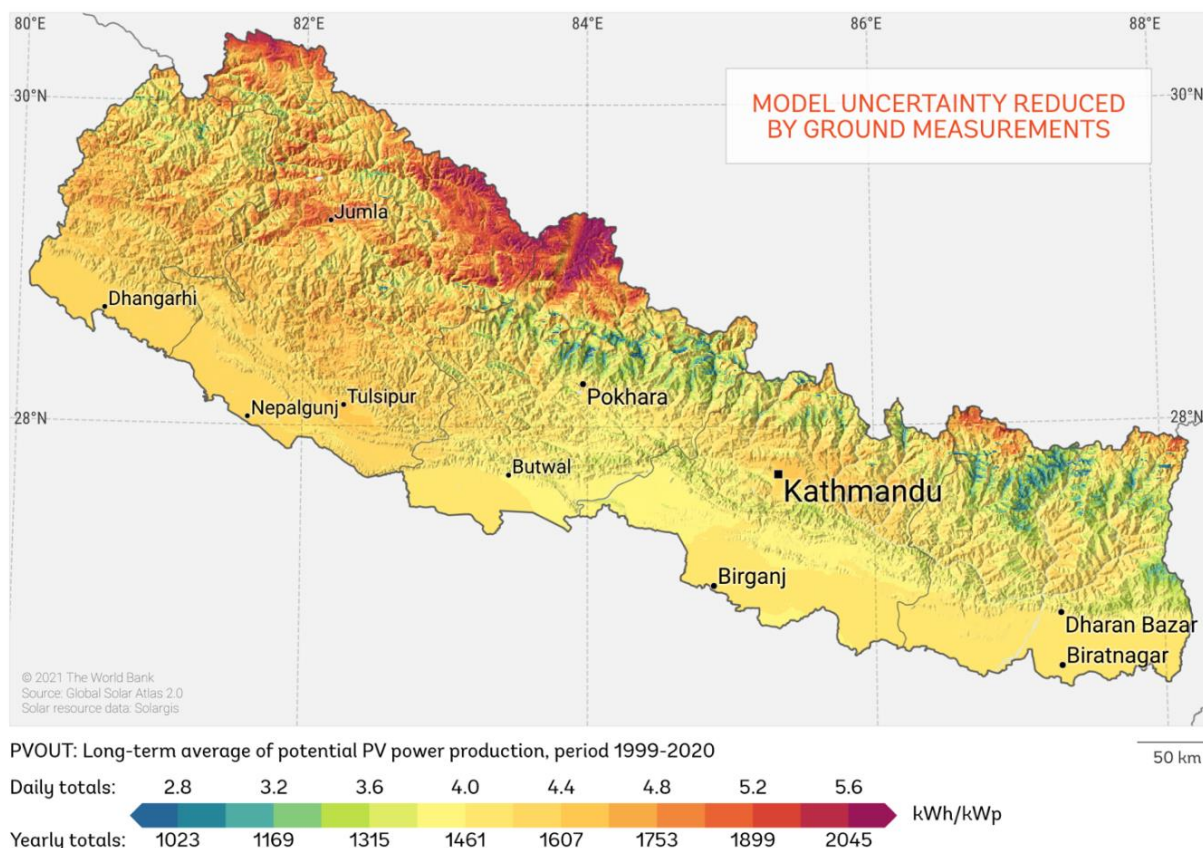 80°E 82°E 84°E 86°E 88°E
30°N 30°N
MODEL UNCERTAINTY REDUCED
BY GROUND MEASUREMENTS
Jumla
Dhangarhi
Nepalgunj
Tulsipur
Pokhara
28°N 28°N
Butwal
Kathmandu
Birganj
Dharan Bazar
Biratnagar
© 2021 The World Bank
Source: Global Solar Atlas 2.0
Solar resource data: Solargis
PVOUT: Long-term average of potential PV power production, period 1999-2020
50 km
Daily totals: 2.8 3.2 3.6 4.0 4.4 4.8 5.2 5.6
kWh/kWp
Yearly totals: 1023 1169 1315 1461 1607 1753 1899 2045